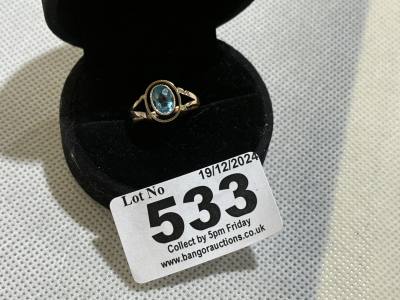 Lot No
19/12/2024
533
Collect by 5pm Friday
www.bangorauctions.co.uk